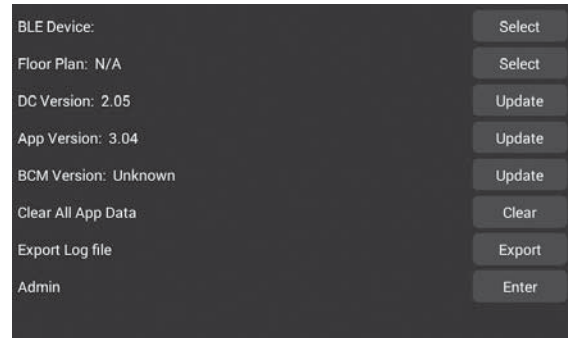 BLE Device: Select
Floor Plan: N/A Select
DC Version: 2.05 Update
App Version: 3.04 Update
BCM Version: Unknown Update
Clear All App Data Clear
Export Log file Export
Admin Enter